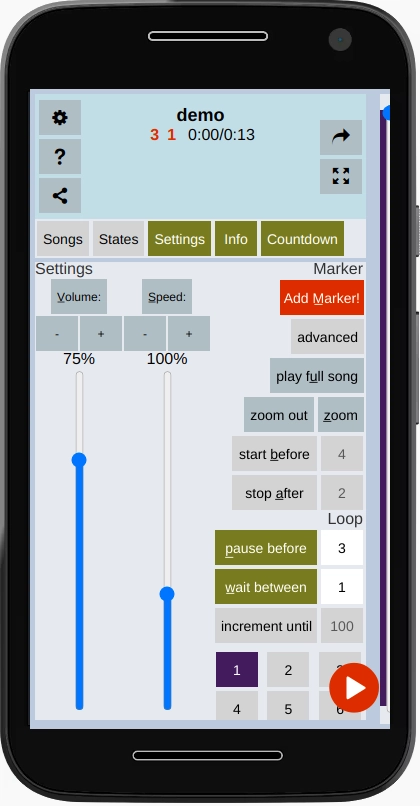 demo
3 1 0:00/0:13
?
Songs States Settings Info Countdown
Settings Marker
Volume: Speed: Add Marker!
- + - + advanced
75% 100%
play full song
zoom out zoom
start before 4
stop after 2
Loop
pause before 3
wait between 1
increment until 100
1 2
4 5 6